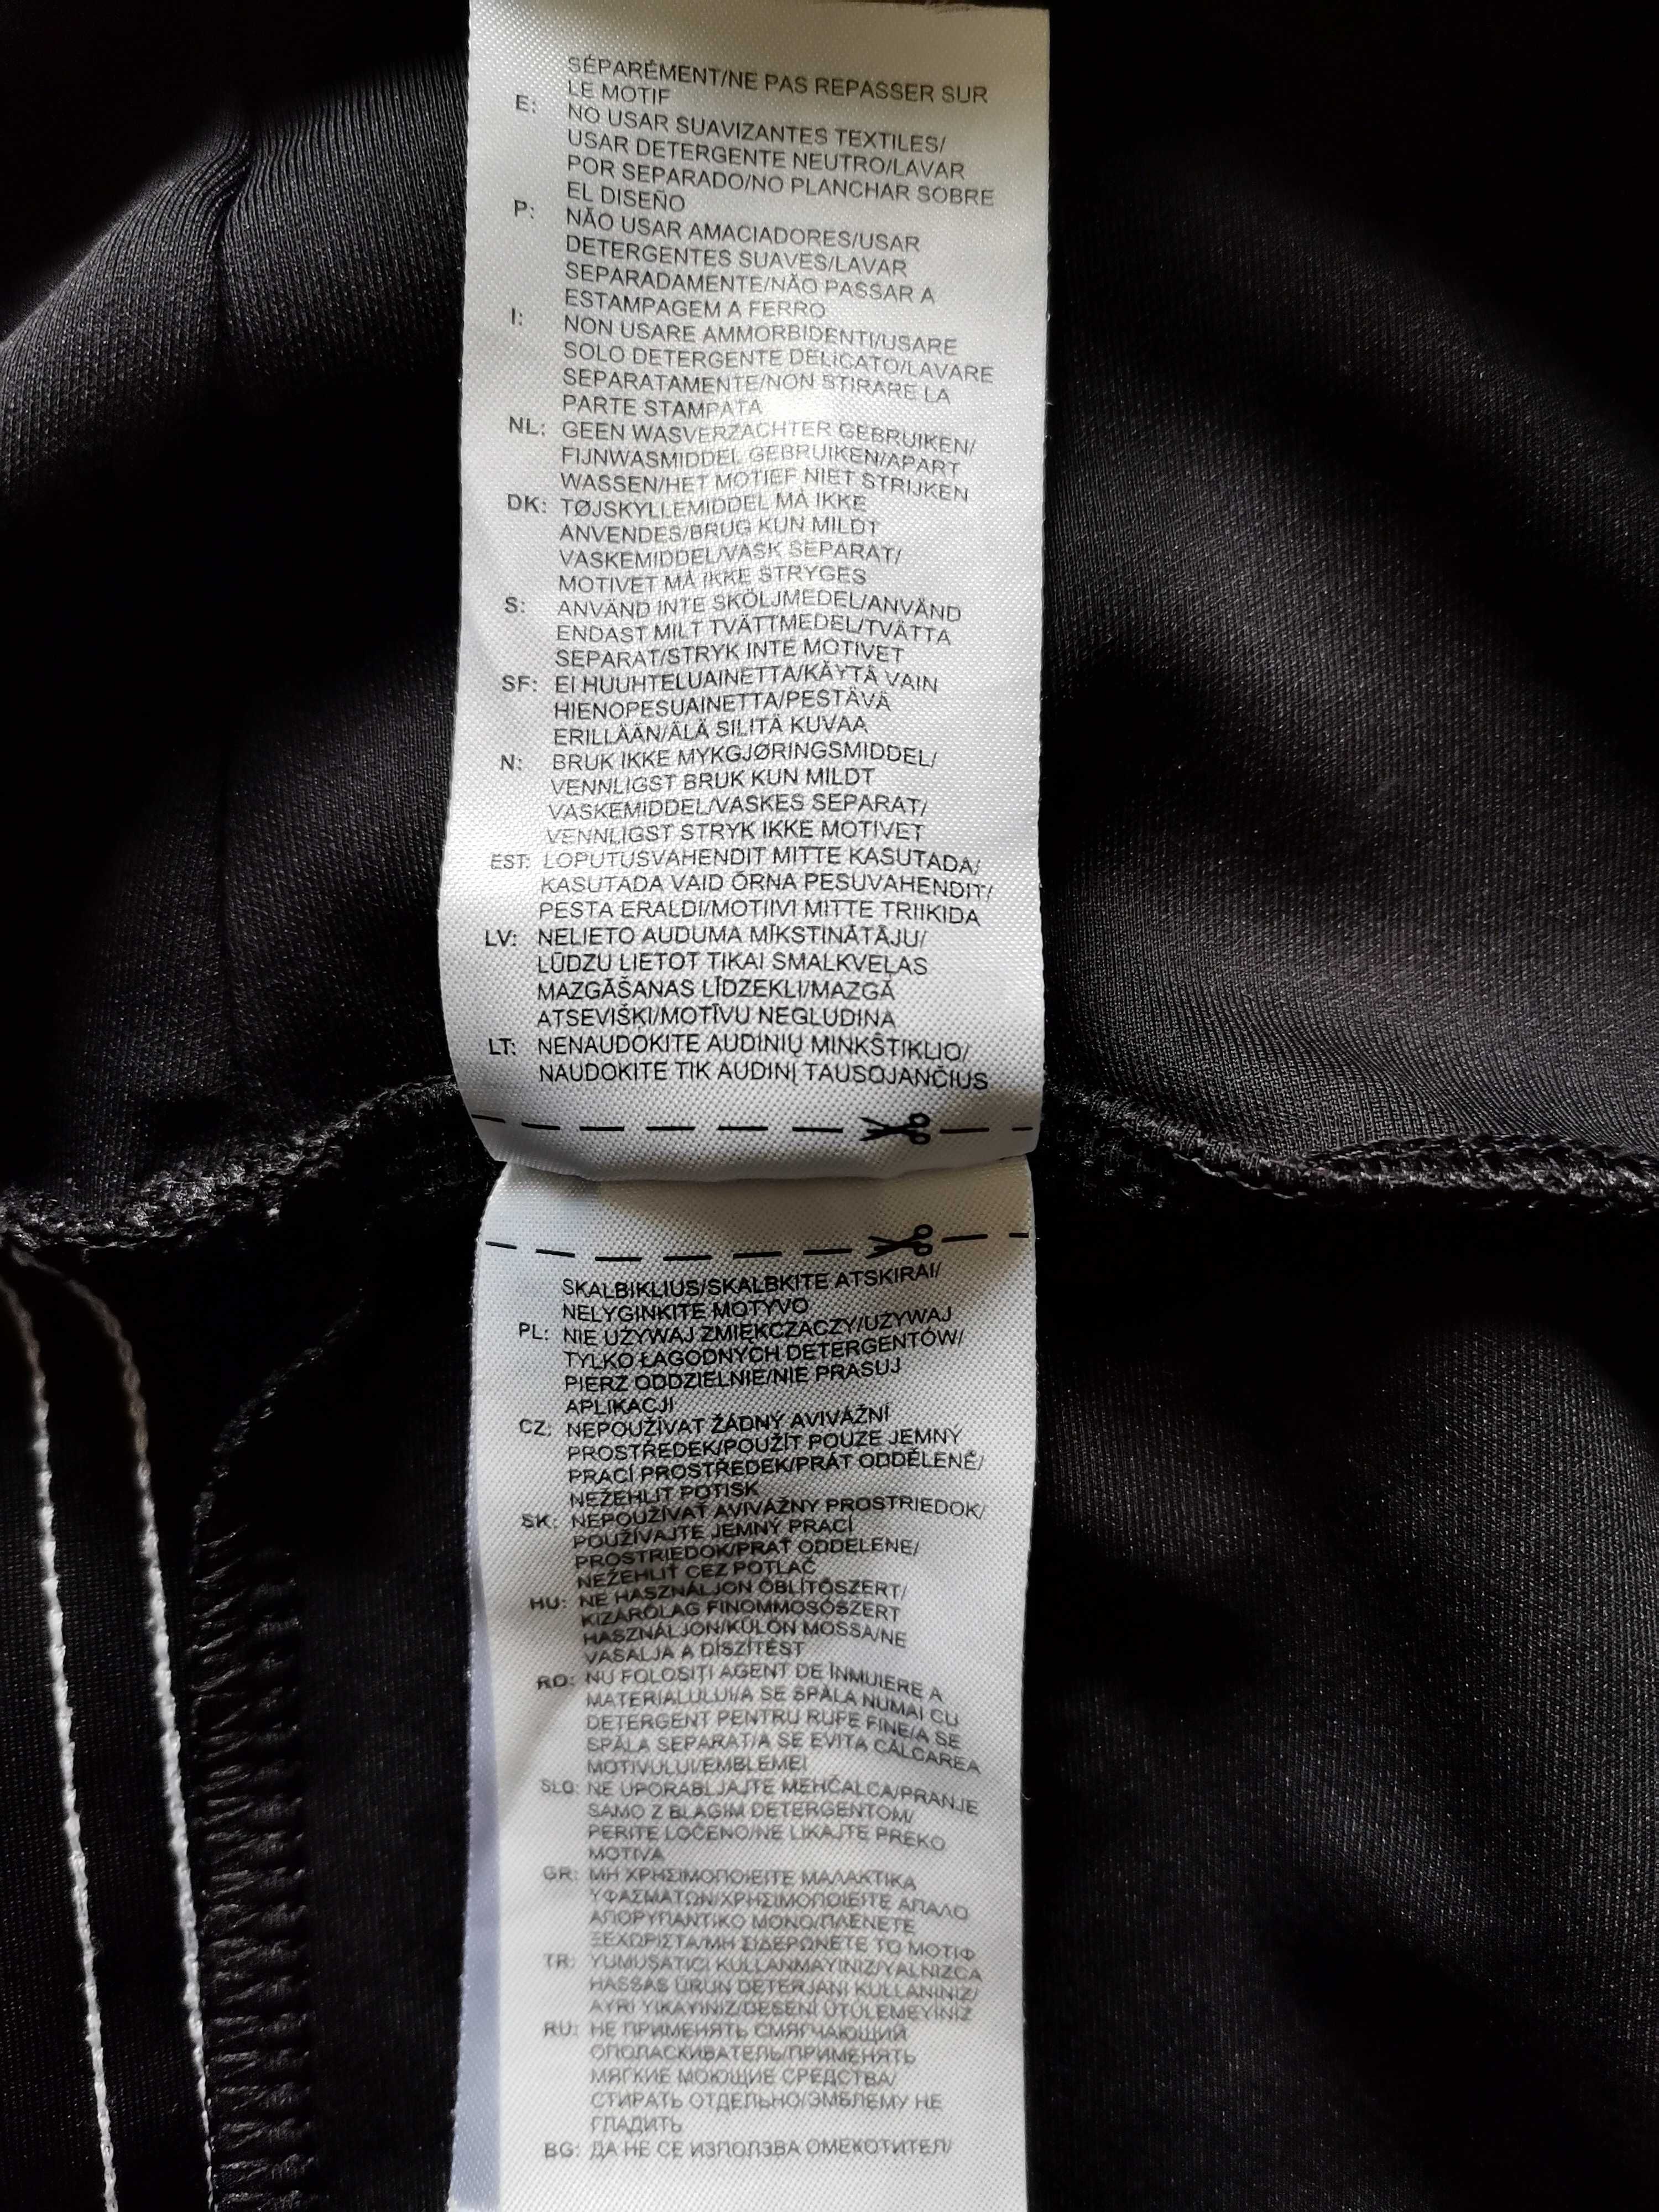 SÉPARÉMENT/NE PAS REPASSER SUR
LE MOTIF
E: NO USAR SUAVIZANTES TEXTILES/
USAR DETERGENTE NEUTRO/LAVAR
POR SEPARADO/NO PLANCHAR SOBRE
EL DISEÑO
P: NÃO USAR AMACIADORES/USAR
DETERGENTES SUAVES/LAVAR
SEPARADAMENTE/NÃO PASSAR A
ESTAMPAGEM A FERRO
I: NON USARE AMMORBIDENTI/USARE
SOLO DETERGENTE DELICATO/LAVARE
SEPARATAMENTE/NON STIRARE LA
PARTE STAMPATA
NL: GEEN WASVERZACHTER GEBRUIKEN/
FIJNWASMIDDEL GEBRUIKEN/APART
WASSEN/HET MOTIEF NIET STRIJKEN
DK: TØJSKYLLEMIDDEL MÅ IKKE
ANVENDES/BRUG KUN MILDT
VASKEMIDDEL/VASK SEPARAT/
MOTIVET MÅ IKKE STRYGES
S: ANVÄND INTE SKÖLJMEDEL/ANVÄND
ENDAST MILT TVÄTTMEDEL/TVÄTTA
SEPARAT/STRYK INTE MOTIVET
SF: EI HUUHTELUAINETTA/KÄYTÄ VAIN
HIENOPESUAINETTA/PESTÄVÄ
ERILLÄÄN/ÄLÄ SILITÄ KUVAA
N: BRUK IKKE MYKGJØRINGSMIDDEL/
VENNLIGST BRUK KUN MILDT
VASKEMIDDEL/VASKES SEPARAT/
VENNLIGST STRYK IKKE MOTIVET
EST: LOPUTUSVAHENDIT MITTE KASUTADA/
KASUTADA VAID ÕRNA PESUVAHENDIT/
PESTA ERALDI/MOTIIVI MITTE TRIIKIDA
LV: NELIETO AUDUMA MĪKSTINĀTĀJU/
LŪDZU LIETOT TIKAI SMALKVEĻAS
MAZGĀŠANAS LĪDZEKLI/MAZGĀ
ATSEVIŠĶI/MOTĪVU NEGLUDINA
LT: NENAUDOKITE AUDINIŲ MINKŠTIKLIO/
NAUDOKITE TIK AUDINĮ TAUSOJANČIUS
SKALBIKLIUS/SKALBKITE ATSKIRAI/
NELYGINKITE MOTYVO
PL: NIE UŻYWAJ ZMIĘKCZACZY/UŻYWAJ
TYLKO ŁAGODNYCH DETERGENTÓW/
PIERZ ODDZIELNIE/NIE PRASUJ
APLIKACJI
CZ: NEPOUŽÍVAT ŽÁDNÝ AVIVÁŽNÍ
PROSTŘEDEK/POUŽÍT POUZE JEMNÝ
PRACÍ PROSTŘEDEK/PRÁT ODDĚLENĚ/
NEŽEHLIT POTISK
SK: NEPOUŽÍVAŤ AVIVÁŽNY PROSTRIEDOK/
POUŽÍVAJTE JEMNÝ PRACÍ
PROSTRIEDOK/PRAŤ ODDELENE/
NEŽEHLIŤ CEZ POTLAČ
HU: NE HASZNÁLJON ÖBLÍTŐSZERT/
KIZÁRÓLAG FINOMMOSÓSZERT
HASZNÁLJON/KÜLÖN MOSSA/NE
VASALJA A DÍSZÍTÉST
RO: NU FOLOSIȚI AGENT DE ÎNMUIERE A
MATERIALULUI/A SE SPĂLA NUMAI CU
DETERGENT PENTRU RUFE FINE/A SE
SPĂLA SEPARAT/A SE EVITA CĂLCAREA
MOTIVULUI/EMBLEMEI
SLO: NE UPORABLJAJTE MEHČALCA/PRANJE
SAMO Z BLAGIM DETERGENTOM/
PERITE LOČENO/NE LIKAJTE PREKO
MOTIVA
GR: ΜΗ ΧΡΗΣΙΜΟΠΟΙΕΙΤΕ ΜΑΛΑΚΤΙΚΑ
ΥΦΑΣΜΑΤΩΝ/ΧΡΗΣΙΜΟΠΟΙΕΙΤΕ ΑΠΑΛΟ
ΑΠΟΡΥΠΑΝΤΙΚΟ ΜΟΝΟ/ΠΛΕΝΕΤΕ
ΞΕΧΩΡΙΣΤΑ/ΜΗ ΣΙΔΕΡΩΝΕΤΕ ΤΟ ΜΟΤΙΦ
TR: YUMUŞATICI KULLANMAYINIZ/YALNIZCA
HASSAS ÜRÜN DETERJANI KULLANINIZ/
AYRI YIKAYINIZ/DESENİ ÜTÜLEMEYİNİZ
RU: НЕ ПРИМЕНЯТЬ СМЯГЧАЮЩИЙ
ОПОЛАСКИВАТЕЛЬ/ПРИМЕНЯТЬ
МЯГКИЕ МОЮЩИЕ СРЕДСТВА/
СТИРАТЬ ОТДЕЛЬНО/ЭМБЛЕМУ НЕ
ГЛАДИТЬ
BG: ДА НЕ СЕ ИЗПОЛЗВА ОМЕКОТИТЕЛ/